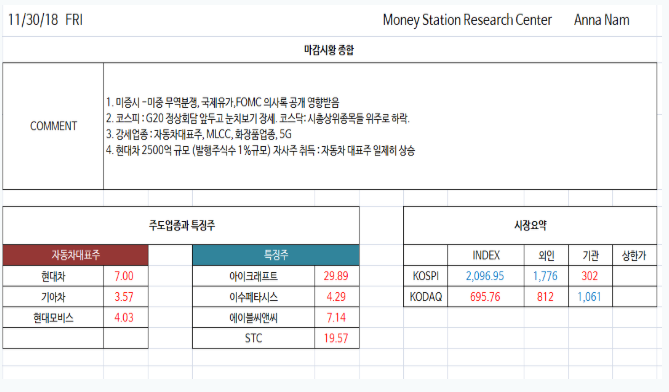 11/30/18 FRI Money Station Research Center Anna Nam
마감시황 종합
COMMENT
1. 미증시 - 미중 무역분쟁, 국제유가,FOMC 의사록 공개 영향받음
2. 코스피 : G20 정상회담 앞두고 눈치보기 장세. 코스닥: 시총상위종목들 위주로 하락.
3. 강세업종 : 자동차대표주, MLCC, 화장품업종, 5G
4. 현대차 2500억 규모 (발행주식수 1%규모) 자사주 취득 : 자동차 대표주 일제히 상승
주도업종과 특징주
자동차대표주 특징주
현대차 7.00 아이크래프트 29.89
기아차 3.57 이수페타시스 4.29
현대모비스 4.03 에이블씨앤씨 7.14
STC 19.57
시장요약
INDEX 외인 기관 상한가
KOSPI 2,096.95 1,776 302
KODAQ 695.76 812 1,061